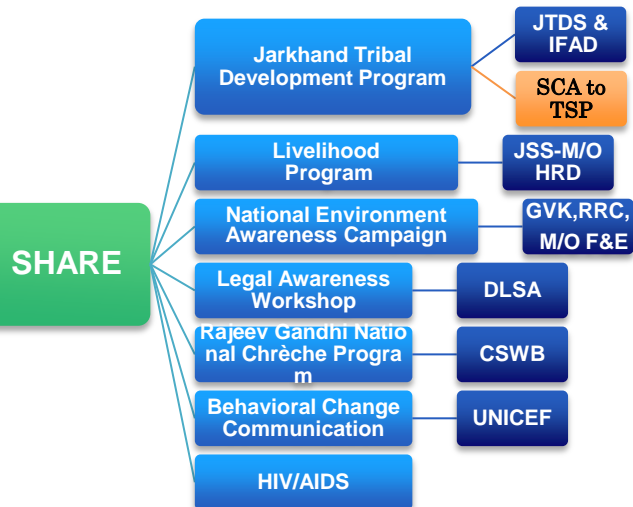 SHARE
Jarkhand Tribal
Development Program
JTDS &
IFAD
SCA to
TSP
Livelihood
Program
JSS-M/O
HRD
National Environment
Awareness Campaign
GVK,RRC,
M/O F&E
Legal Awareness
Workshop
DLSA
Rajeev Gandhi Natio
nal Chrèche Progra
m
CSWB
Behavioral Change
Communication
UNICEF
HIV/AIDS